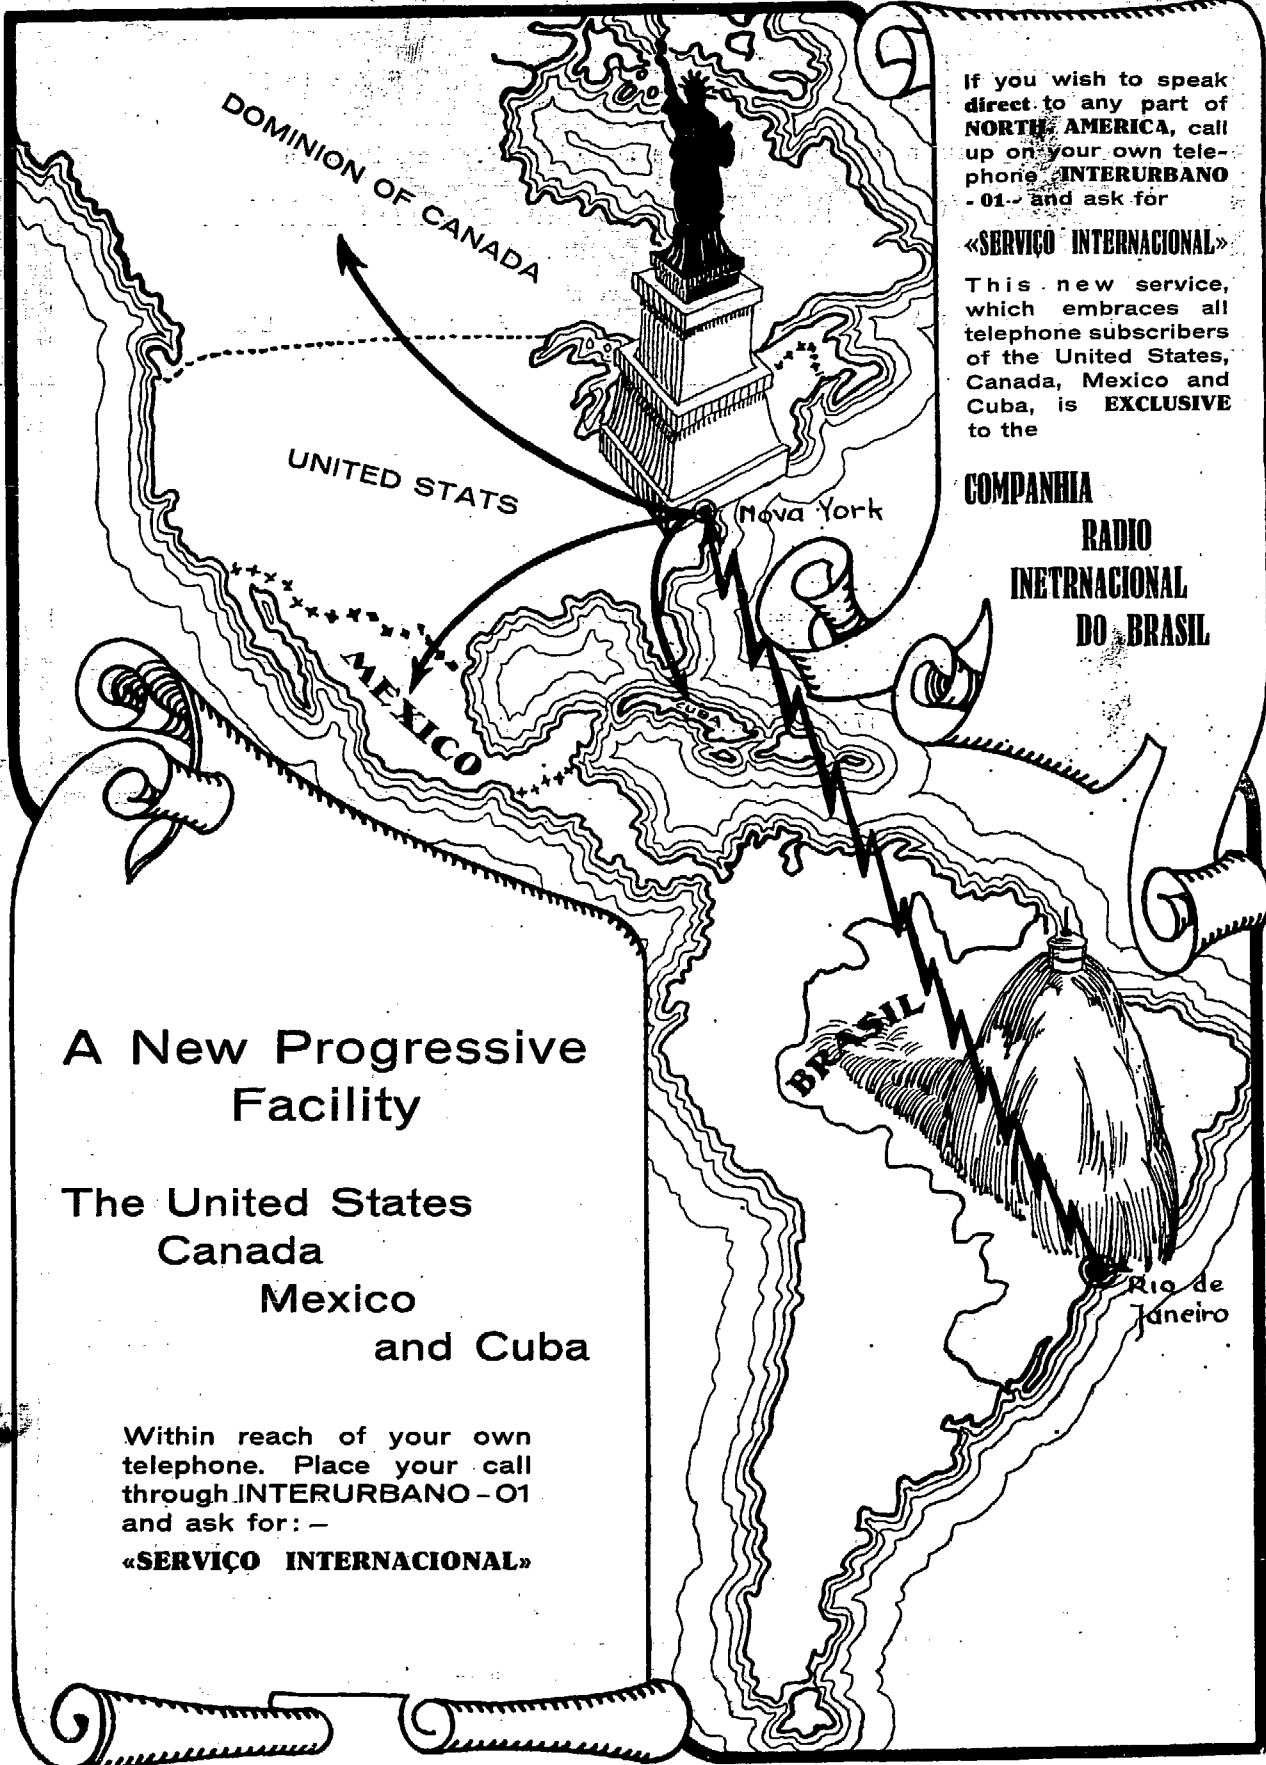 If you wish to speak
direct to any part of
NORTH AMERICA, call
up on your own tele-
phone INTERURBANO
- 01 - and ask for
«SERVIÇO INTERNACIONAL»
This new service,
which embraces all
telephone subscribers
of the United States,
Canada, Mexico and
Cuba, is EXCLUSIVE
to the
COMPANHIA
RADIO
INETRNACIONAL
DO BRASIL
DOMINION OF CANADA
UNITED STATS
Nova York
MEXICO
CUBA
BRASIL
Rio de
Janeiro
A New Progressive
Facility
The United States
Canada
Mexico
and Cuba
Within reach of your own
telephone. Place your call
through INTERURBANO - 01
and ask for: —
«SERVIÇO INTERNACIONAL»